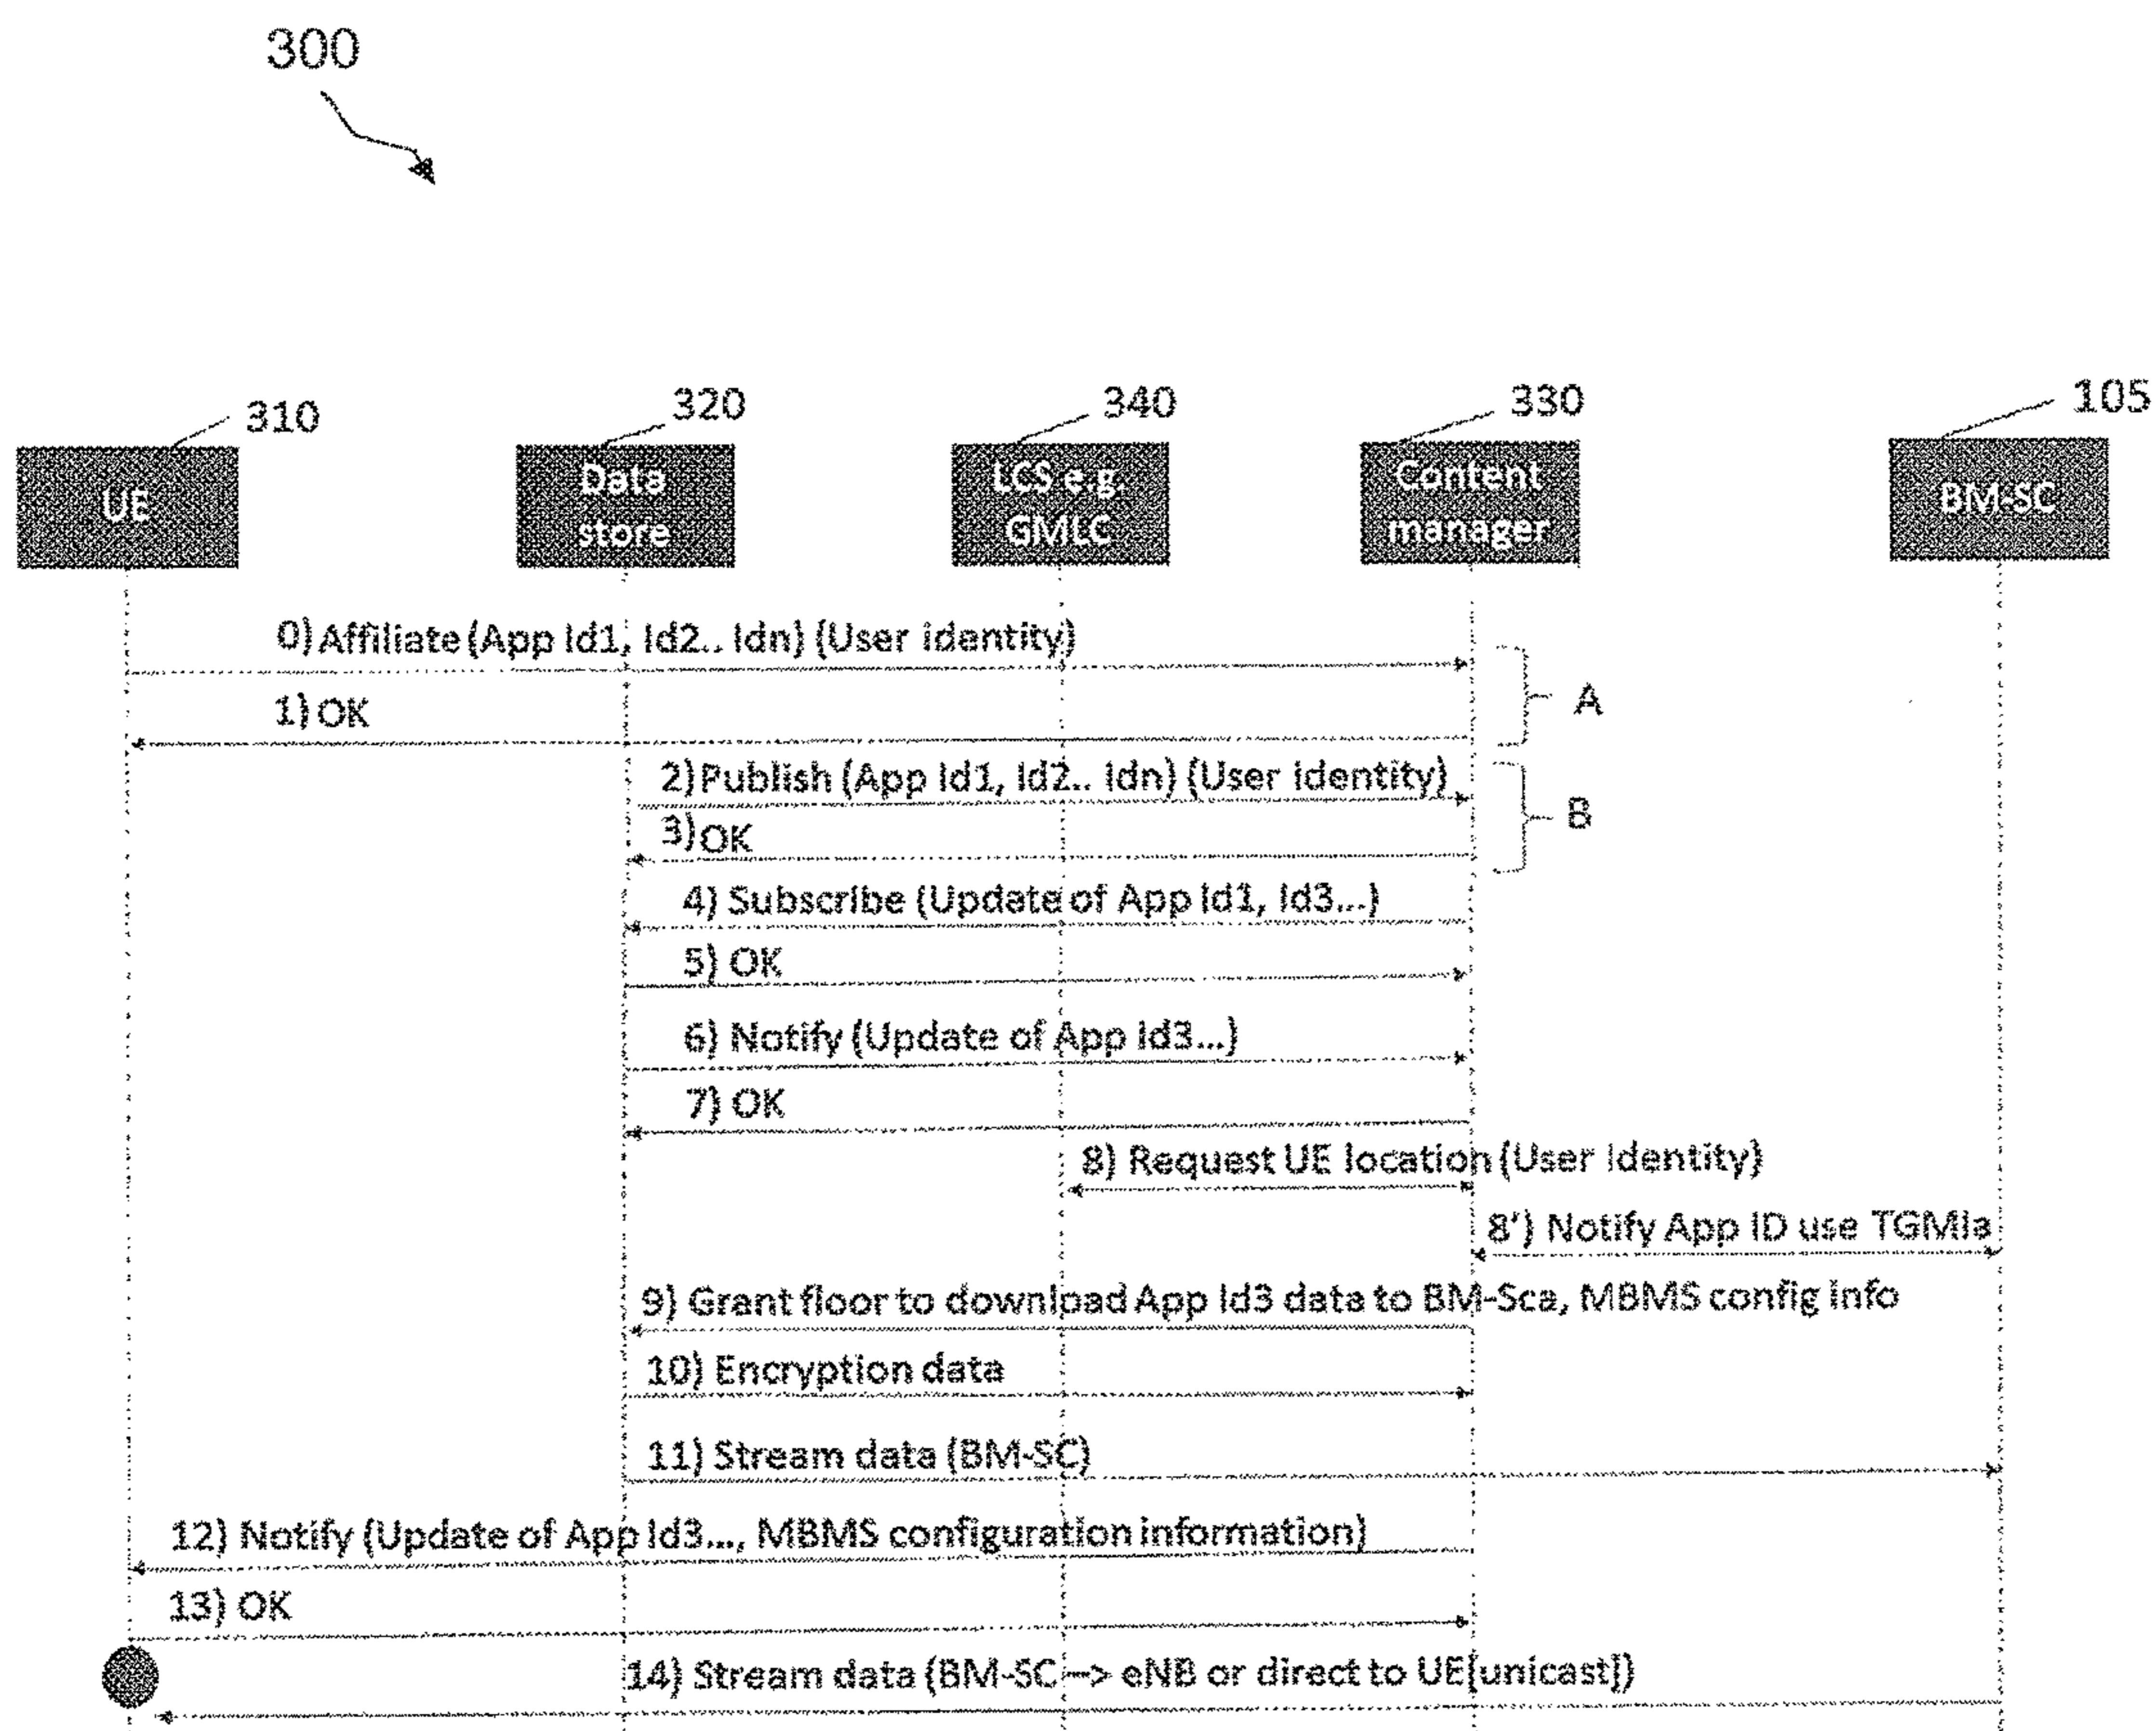 300
310
320
340
330
105
UE
Data
store
LCS e.g.
GMLC
Content
manager
BM-SC
0) Affiliate (App Id1, Id2.. Idn) (User identity)
A
1) OK
2) Publish (App Id1, Id2.. Idn) (User identity)
B
3) OK
4) Subscribe (Update of App Id1, Id3...)
5) OK
6) Notify (Update of App Id3...)
7) OK
8) Request UE location (User Identity)
8') Notify App ID use TGMIa
9) Grant floor to download App Id3 data to BM-Sca, MBMS config info
10) Encryption data
11) Stream data (BM-SC)
12) Notify (Update of App Id3..., MBMS configuration information)
13) OK
14) Stream data (BM-SC --> eNB or direct to UE[unicast])